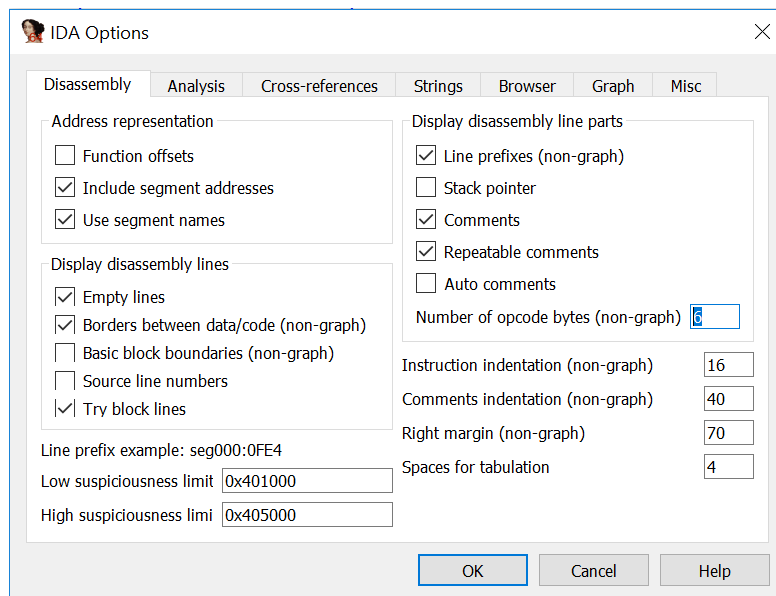 IDA Options
Disassembly Analysis Cross-references Strings Browser Graph Misc
Address representation
Function offsets
Include segment addresses
Use segment names
Display disassembly lines
Empty lines
Borders between data/code (non-graph)
Basic block boundaries (non-graph)
Source line numbers
Try block lines
Line prefix example: seg000:0FE4
Low suspiciousness limit 0x401000
High suspiciousness limi 0x405000
Display disassembly line parts
Line prefixes (non-graph)
Stack pointer
Comments
Repeatable comments
Auto comments
Number of opcode bytes (non-graph) 6
Instruction indentation (non-graph) 16
Comments indentation (non-graph) 40
Right margin (non-graph) 70
Spaces for tabulation 4
OK Cancel Help